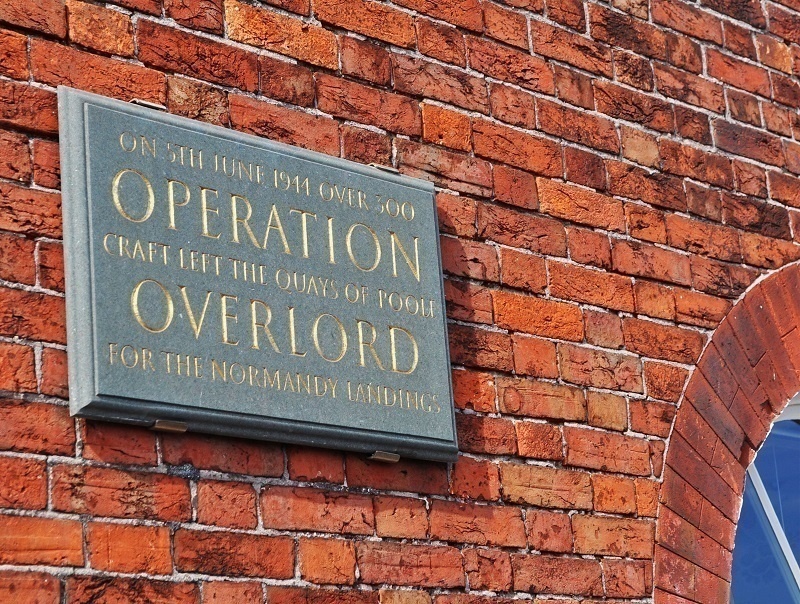 ON 5TH JUNE 1944 OVER 300
OPERATION
CRAFT LEFT THE QUAYS OF POOLE
OVERLORD
FOR THE NORMANDY LANDINGS